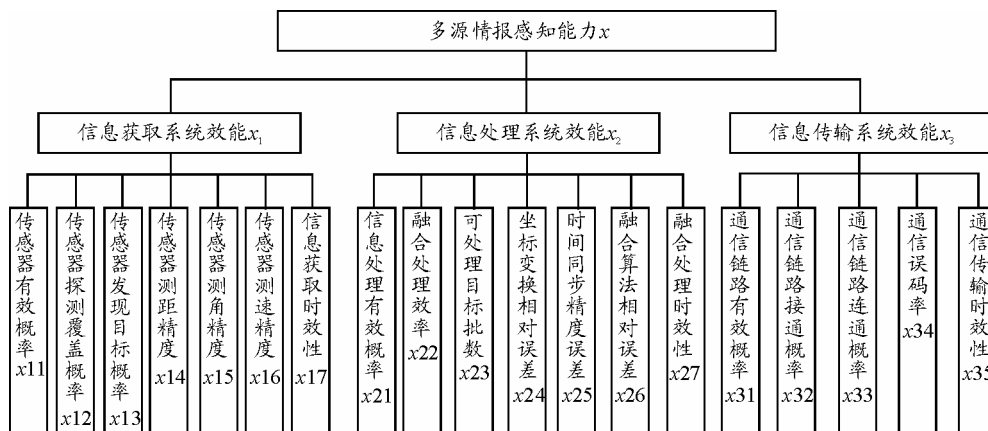 多源情报感知能力x
信息获取系统效能x₁
信息处理系统效能x₂
信息传输系统效能x₃
传感器有效概率x11
传感器探测覆盖概率x12
传感器发现目标概率x13
传感器测距精度x14
传感器测角精度x15
传感器测速精度x16
信息获取时效性x17
信息处理有效概率x21
融合处理效率x22
可处理目标批数x23
坐标变换相对误差x24
时间同步精度误差x25
融合算法相对误差x26
融合处理时效性x27
通信链路有效概率x31
通信链路接通概率x32
通信链路连通概率x33
通信误码率x34
通信传输时效性x35